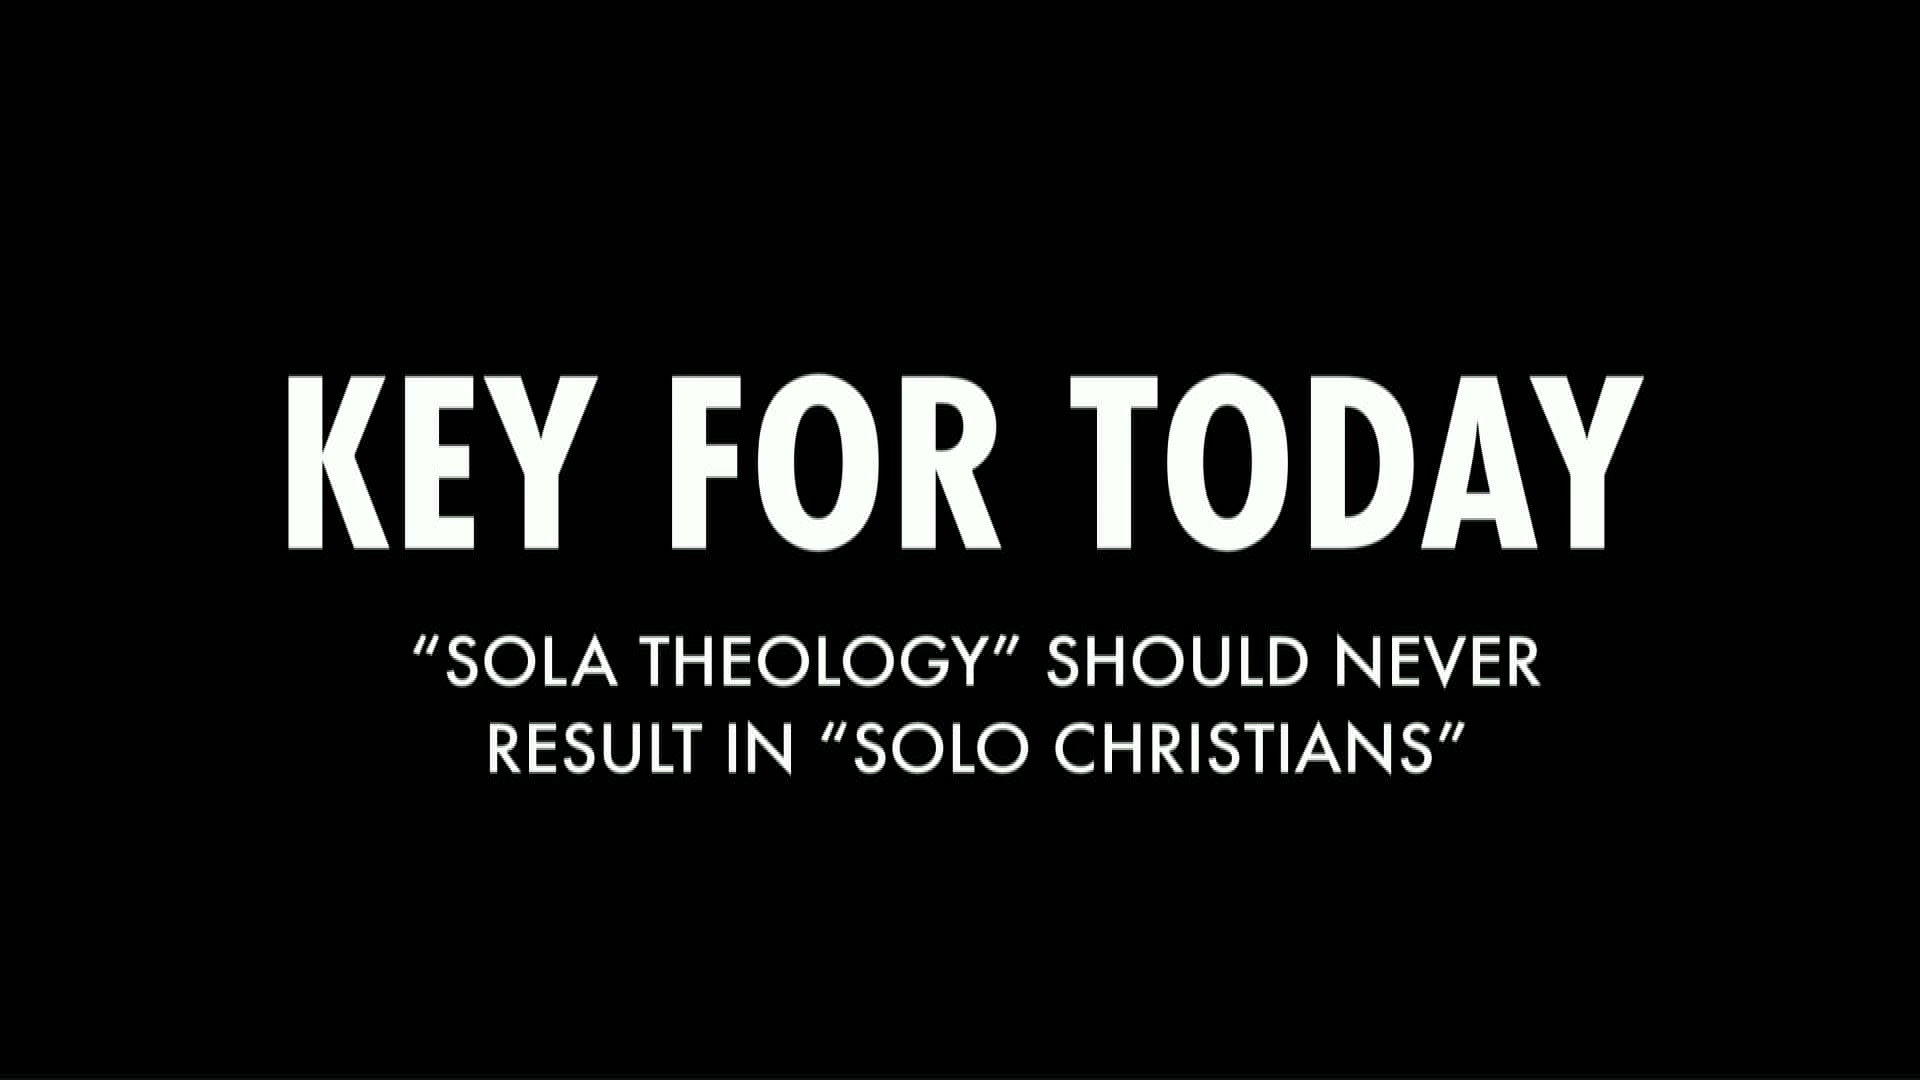 KEY FOR TODAY
“SOLA THEOLOGY” SHOULD NEVER
RESULT IN “SOLO CHRISTIANS”